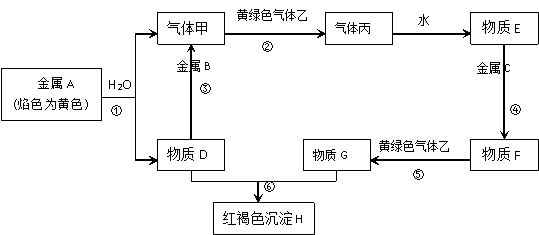 气体甲
黄绿色气体乙
②
气体丙
水
物质E
金属A
(焰色为黄色)
H₂O
①
金属B
③
金属C
④
物质D
物质G
黄绿色气体乙
⑤
物质F
⑥
红褐色沉淀H